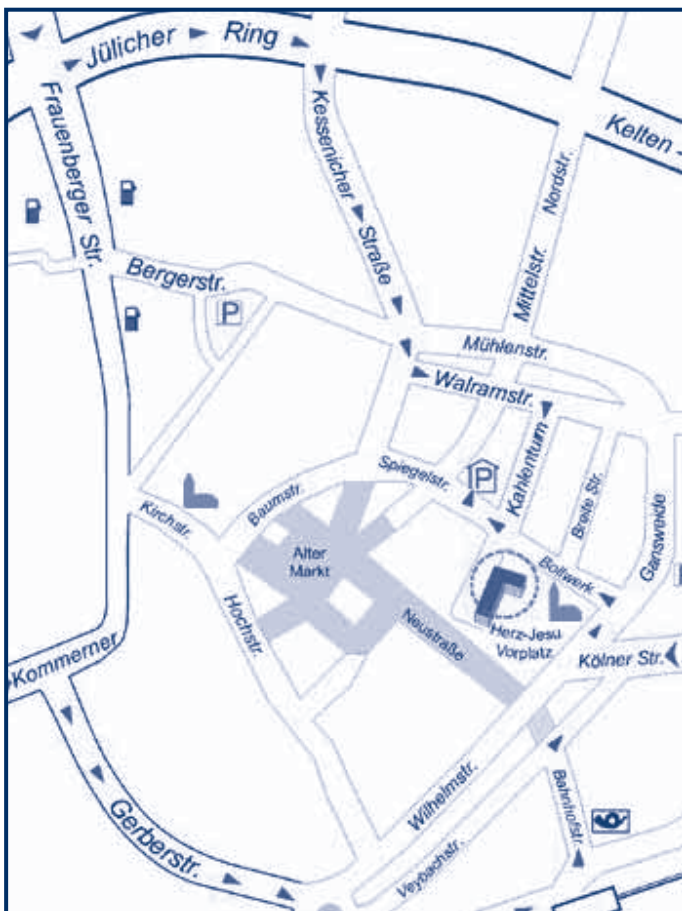 Jülicher Ring
Kessenicher Straße
Kelten
Frauenberger Str.
Nordstr.
Mittelstr.
Bergerstr.
P
Mühlenstr.
Walramstr.
Kahlenturm
Spiegelstr.
P
Breite Str.
Gansweide
Baumstr.
Kirchstr.
Alter
Markt
Bollwerk
Hochstr.
Neustraße
Herz-Jesu
Vorplatz
Kölner Str.
Kommerner
Wilhelmstr.
Bahnhofstr.
Gerberstr.
Veybachstr.